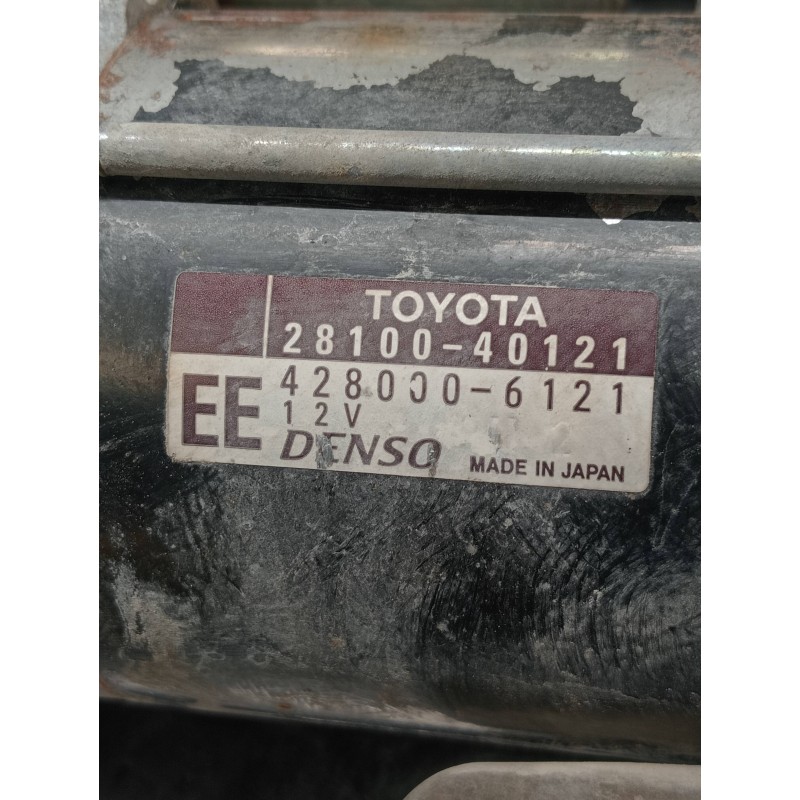 TOYOTA
28100-40121
EE
428000-6121
12V
DENSO MADE IN JAPAN